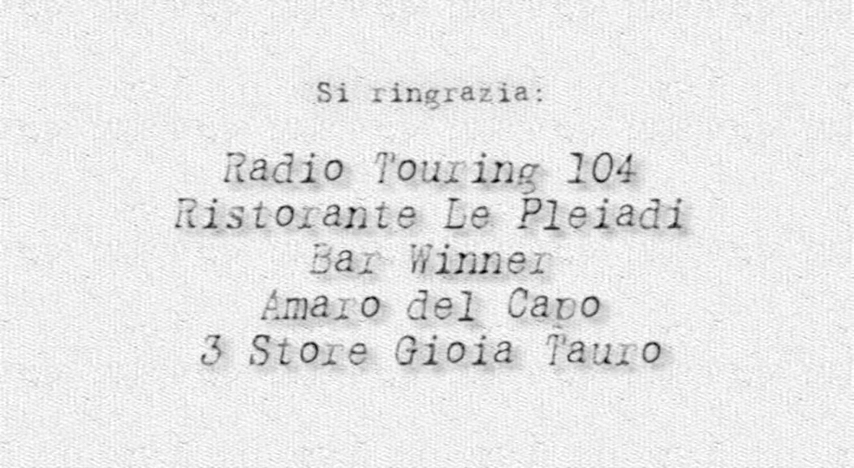 Si ringrazia:
Radio Touring 104
Ristorante Le Pleiadi
Bar Winner
Amaro del Capo
3 Store Gioia Tauro